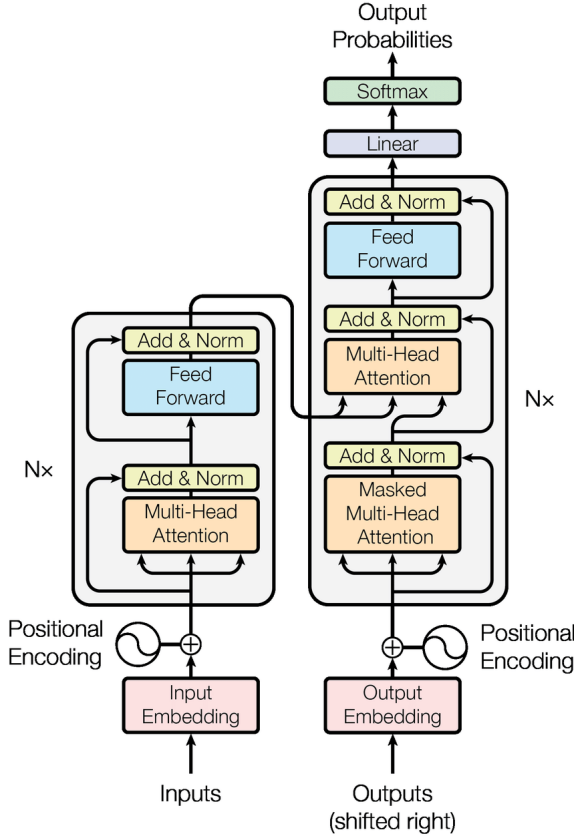 Output
Probabilities
Softmax
Linear
Add & Norm
Feed
Forward
Add & Norm
Multi-Head
Attention
Add & Norm
Masked
Multi-Head
Attention
N×
Add & Norm
Feed
Forward
Add & Norm
Multi-Head
Attention
N×
Positional
Encoding
Positional
Encoding
Input
Embedding
Output
Embedding
Inputs
Outputs
(shifted right)